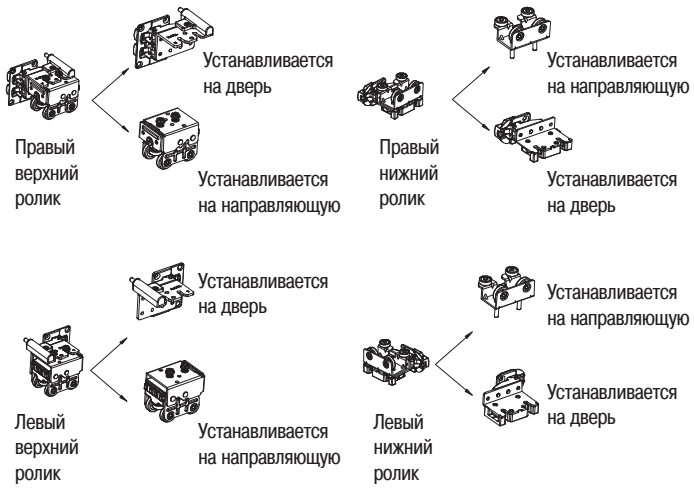 Устанавливается
на дверь
Правый
верхний
ролик
Устанавливается
на направляющую
Устанавливается
на направляющую
Правый
нижний
ролик
Устанавливается
на дверь
Устанавливается
на дверь
Левый
верхний
ролик
Устанавливается
на направляющую
Устанавливается
на направляющую
Левый
нижний
ролик
Устанавливается
на дверь